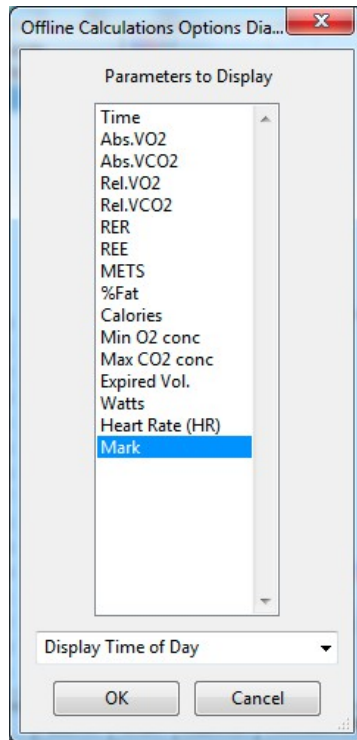 Offline Calculations Options Dia...
Parameters to Display
Time
Abs.VO2
Abs.VCO2
Rel.VO2
Rel.VCO2
RER
REE
METS
%Fat
Calories
Min O2 conc
Max CO2 conc
Expired Vol.
Watts
Heart Rate (HR)
Mark
Display Time of Day
OK
Cancel